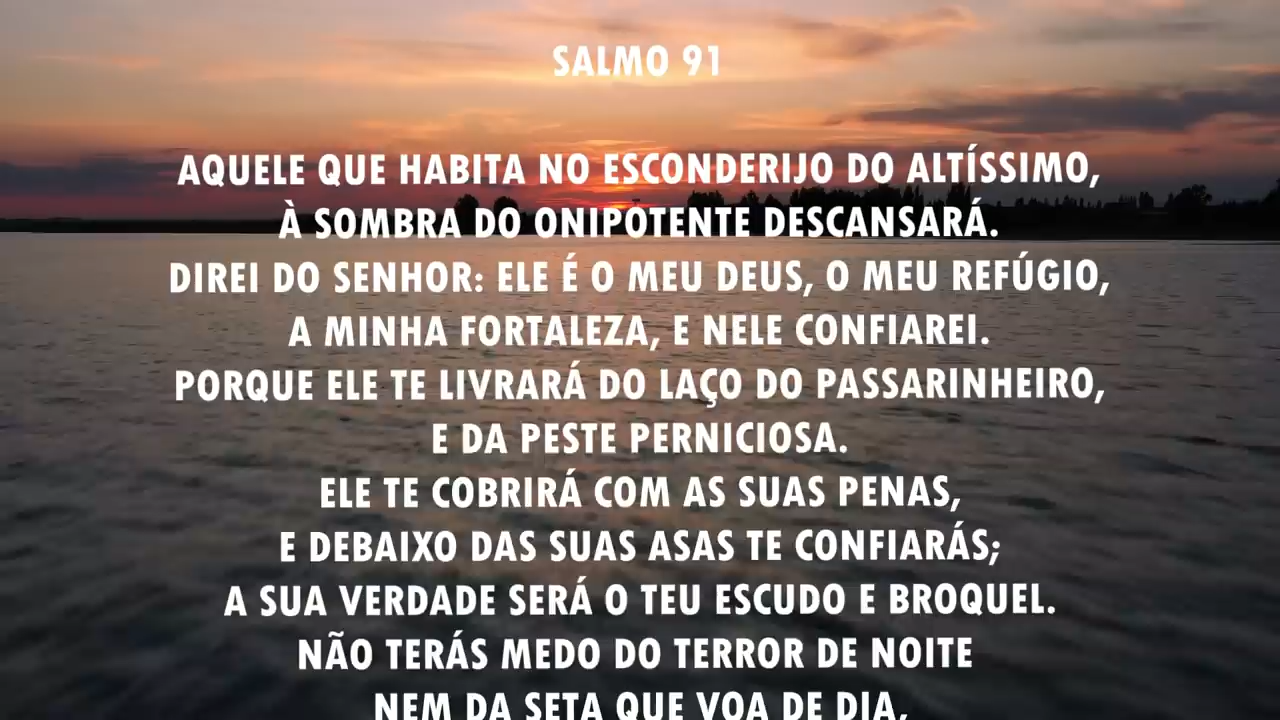 SALMO 91
AQUELE QUE HABITA NO ESCONDERIJO DO ALTÍSSIMO,
À SOMBRA DO ONIPOTENTE DESCANSARÁ.
DIREI DO SENHOR: ELE É O MEU DEUS, O MEU REFÚGIO,
A MINHA FORTALEZA, E NELE CONFIAREI.
PORQUE ELE TE LIVRARÁ DO LAÇO DO PASSARINHEIRO,
E DA PESTE PERNICIOSA.
ELE TE COBRIRÁ COM AS SUAS PENAS,
E DEBAIXO DAS SUAS ASAS TE CONFIARÁS;
A SUA VERDADE SERÁ O TEU ESCUDO E BROQUEL.
NÃO TERÁS MEDO DO TERROR DE NOITE
NEM DA SETA QUE VOA DE DIA,